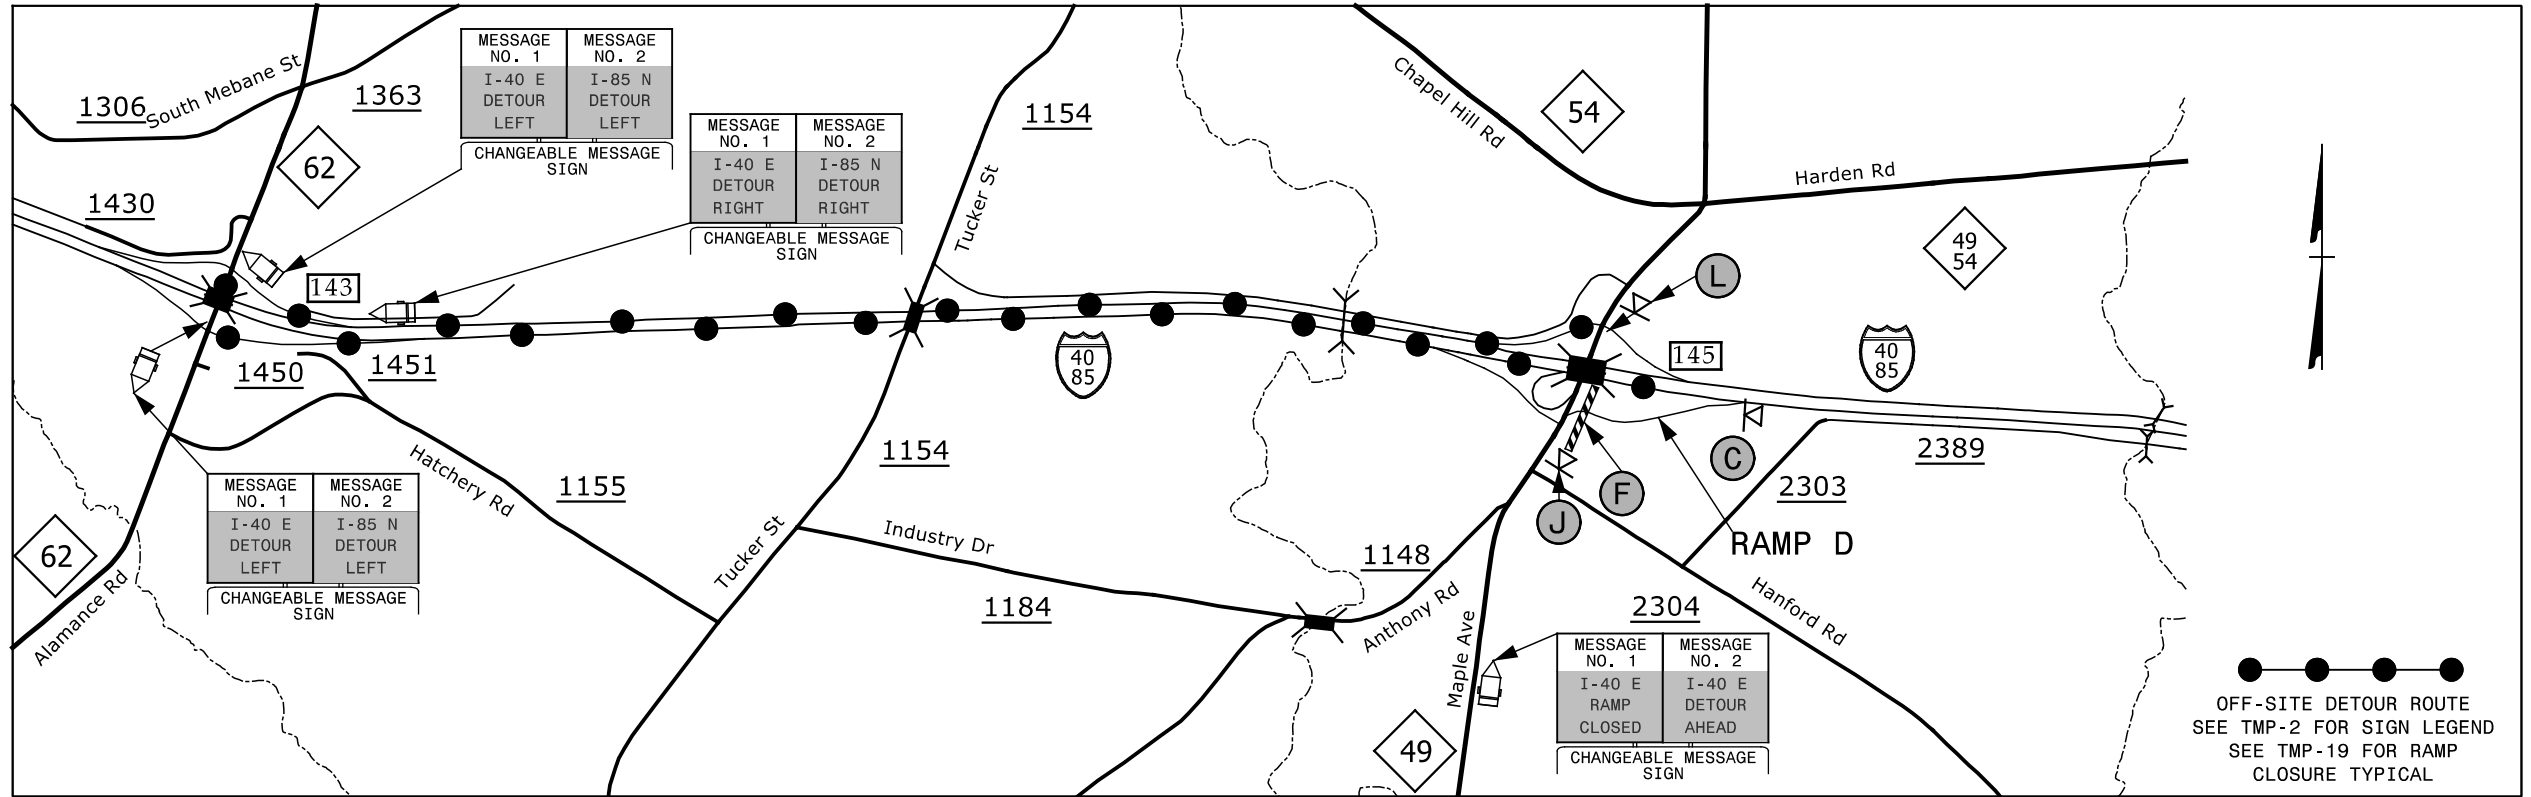 1306
South Mebane St
1363
MESSAGE NO. 1
MESSAGE NO. 2
I-40 E DETOUR LEFT
I-85 N DETOUR LEFT
CHANGEABLE MESSAGE SIGN
62
1430
143
MESSAGE NO. 1
MESSAGE NO. 2
I-40 E DETOUR RIGHT
I-85 N DETOUR RIGHT
CHANGEABLE MESSAGE SIGN
1154
Tucker St
Chapel Hill Rd
54
Harden Rd
49
54
L
145
40
85
40
85
1450
1451
Hatchery Rd
1155
1154
Tucker St
Industry Dr
1184
1148
Anthony Rd
J
F
C
2389
2303
RAMP D
2304
Hanford Rd
Maple Ave
49
MESSAGE NO. 1
MESSAGE NO. 2
I-40 E DETOUR LEFT
I-85 N DETOUR LEFT
CHANGEABLE MESSAGE SIGN
62
Alamance Rd
MESSAGE NO. 1
MESSAGE NO. 2
I-40 E RAMP CLOSED
I-40 E DETOUR AHEAD
CHANGEABLE MESSAGE SIGN
OFF-SITE DETOUR ROUTE
SEE TMP-2 FOR SIGN LEGEND
SEE TMP-19 FOR RAMP
CLOSURE TYPICAL